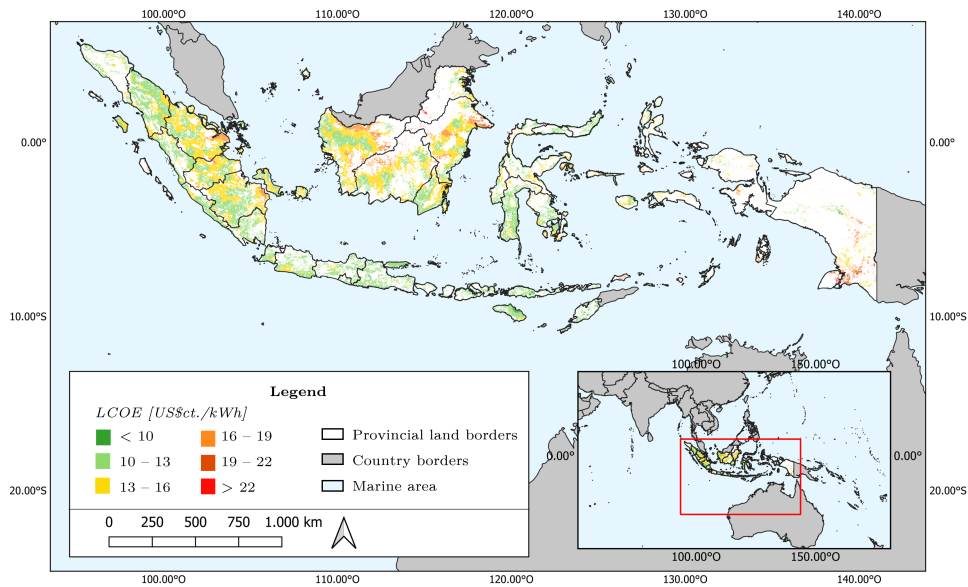 100.00°O 110.00°O 120.00°O 130.00°O 140.00°O
0.00° 0.00°
10.00°S 10.00°S
100.00°O 150.00°O
Legend
LCOE [US$ct./kWh]
< 10 16 – 19 Provincial land borders
10 – 13 19 – 22 Country borders
13 – 16 > 22 Marine area
0.00° 0.00°
20.00°S 20.00°S
0 250 500 750 1.000 km
100.00°O 150.00°O
100.00°O 110.00°O 120.00°O 130.00°O 140.00°O